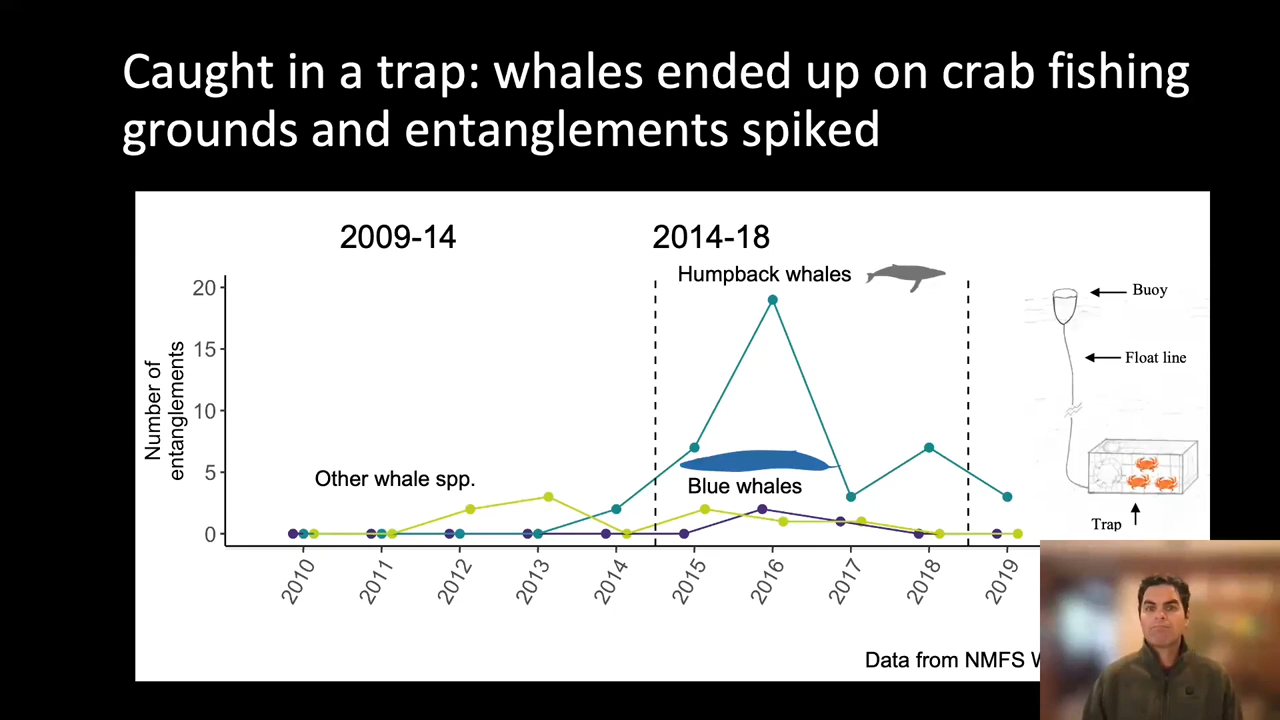 Caught in a trap: whales ended up on crab fishing
grounds and entanglements spiked
2009-14
2014-18
Humpback whales
20
15
10
5
0
Number of
entanglements
Other whale spp.
Blue whales
2010
2011
2012
2013
2014
2015
2016
2017
2018
2019
Buoy
Float line
Trap
Data from NMFS